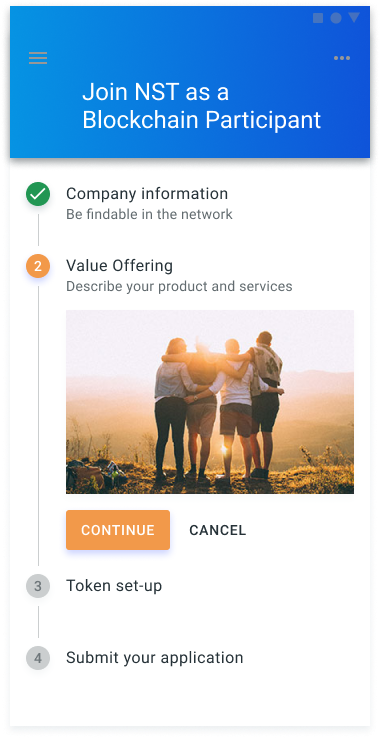 Join NST as a
Blockchain Participant
Company information
Be findable in the network
2
Value Offering
Describe your product and services
CONTINUE
CANCEL
3
Token set-up
4
Submit your application